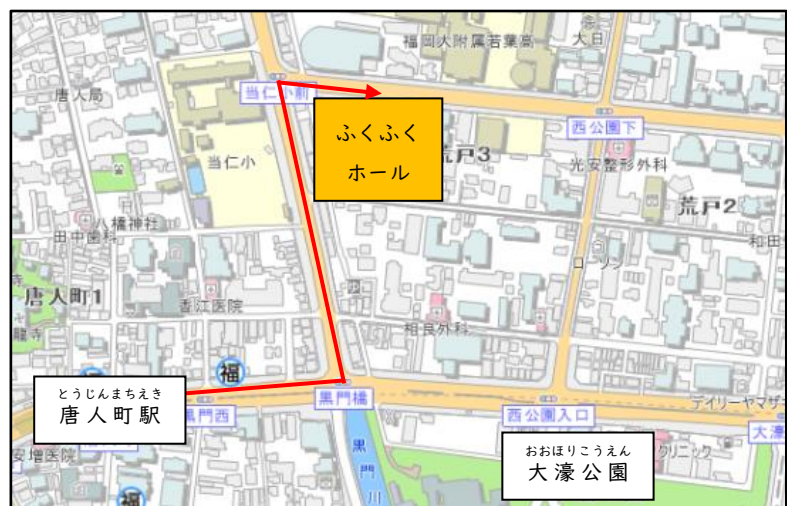 福岡大附属若葉高
大日
唐人局
当仁小前
西公園下
ふくふく
ホール
荒戸3
当仁小
光安整形外科
荒戸2
八橋神社
田中歯科
和田
ローソン
唐人町1
香江医院
相良外科
福
とうじんまちえき
唐人町駅
黒門西
黒門橋
西公園入口
デイリーヤマザ
大濠
安増医院
黒門川
おおほりこうえん
大濠公園
クリニック
福